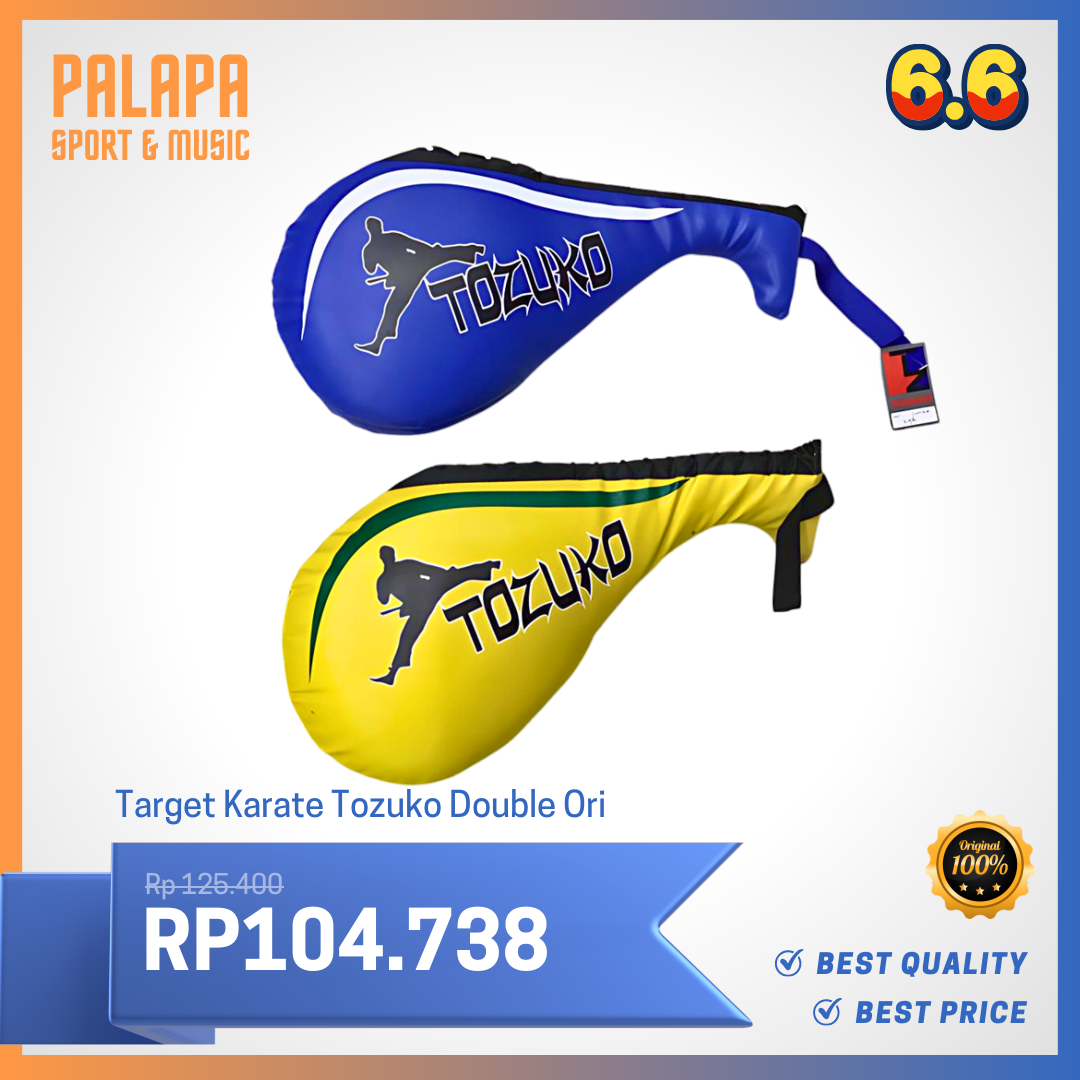 PALAPA
SPORT & MUSIC
6.6
TOZUKO
TOZUKO
Target Karate Tozuko Double Ori
Rp 125.400
RP104.738
Original
100%
BEST QUALITY
BEST PRICE